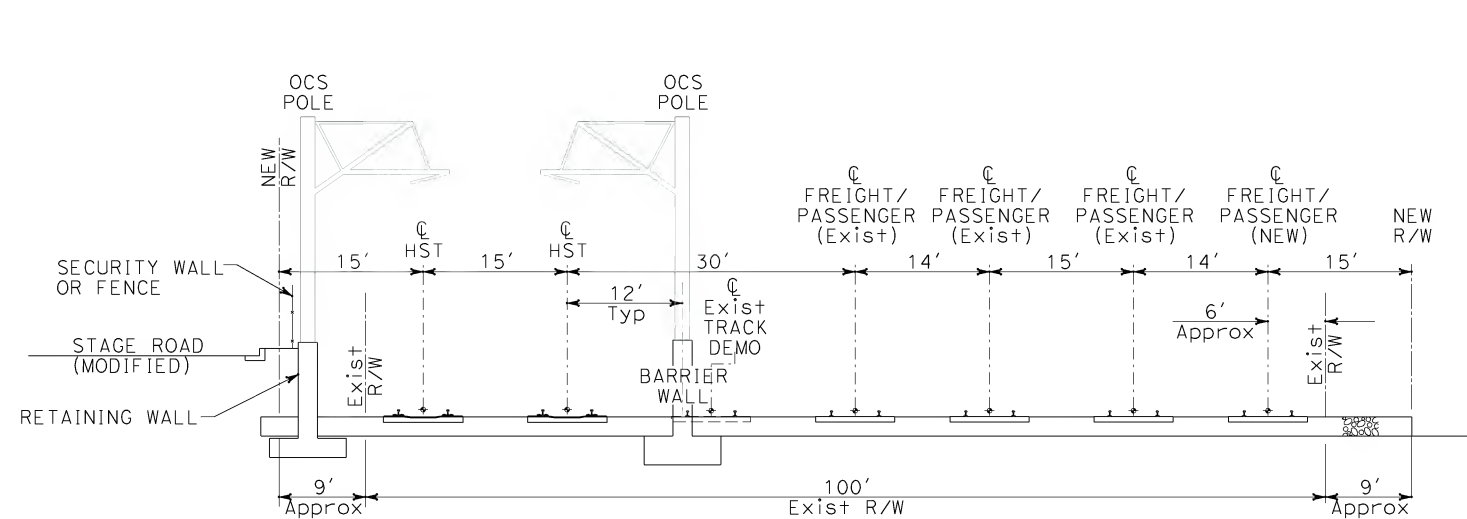 OCS
POLE
OCS
POLE
NEW
R/W
℄
HST
℄
HST
℄
FREIGHT/
PASSENGER
(Exist)
℄
FREIGHT/
PASSENGER
(Exist)
℄
FREIGHT/
PASSENGER
(Exist)
℄
FREIGHT/
PASSENGER
(NEW)
NEW
R/W
SECURITY WALL
OR FENCE
15'
15'
30'
14'
15'
14'
15'
12'
Typ
℄
Exist
TRACK
DEMO
6'
Approx
STAGE ROAD
(MODIFIED)
Exist
R/W
BARRIER
WALL
Exist
R/W
RETAINING WALL
9'
Approx
100'
Exist R/W
9'
Approx